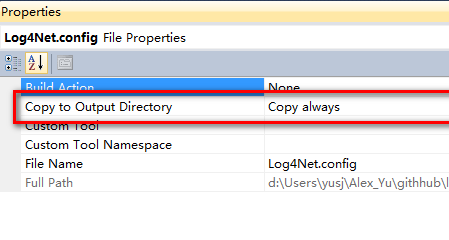 Properties
Log4Net.config File Properties
Build Action None
Copy to Output Directory Copy always
Custom Tool
Custom Tool Namespace
File Name Log4Net.config
Full Path d:\Users\yusj\Alex_Yu\githhub\